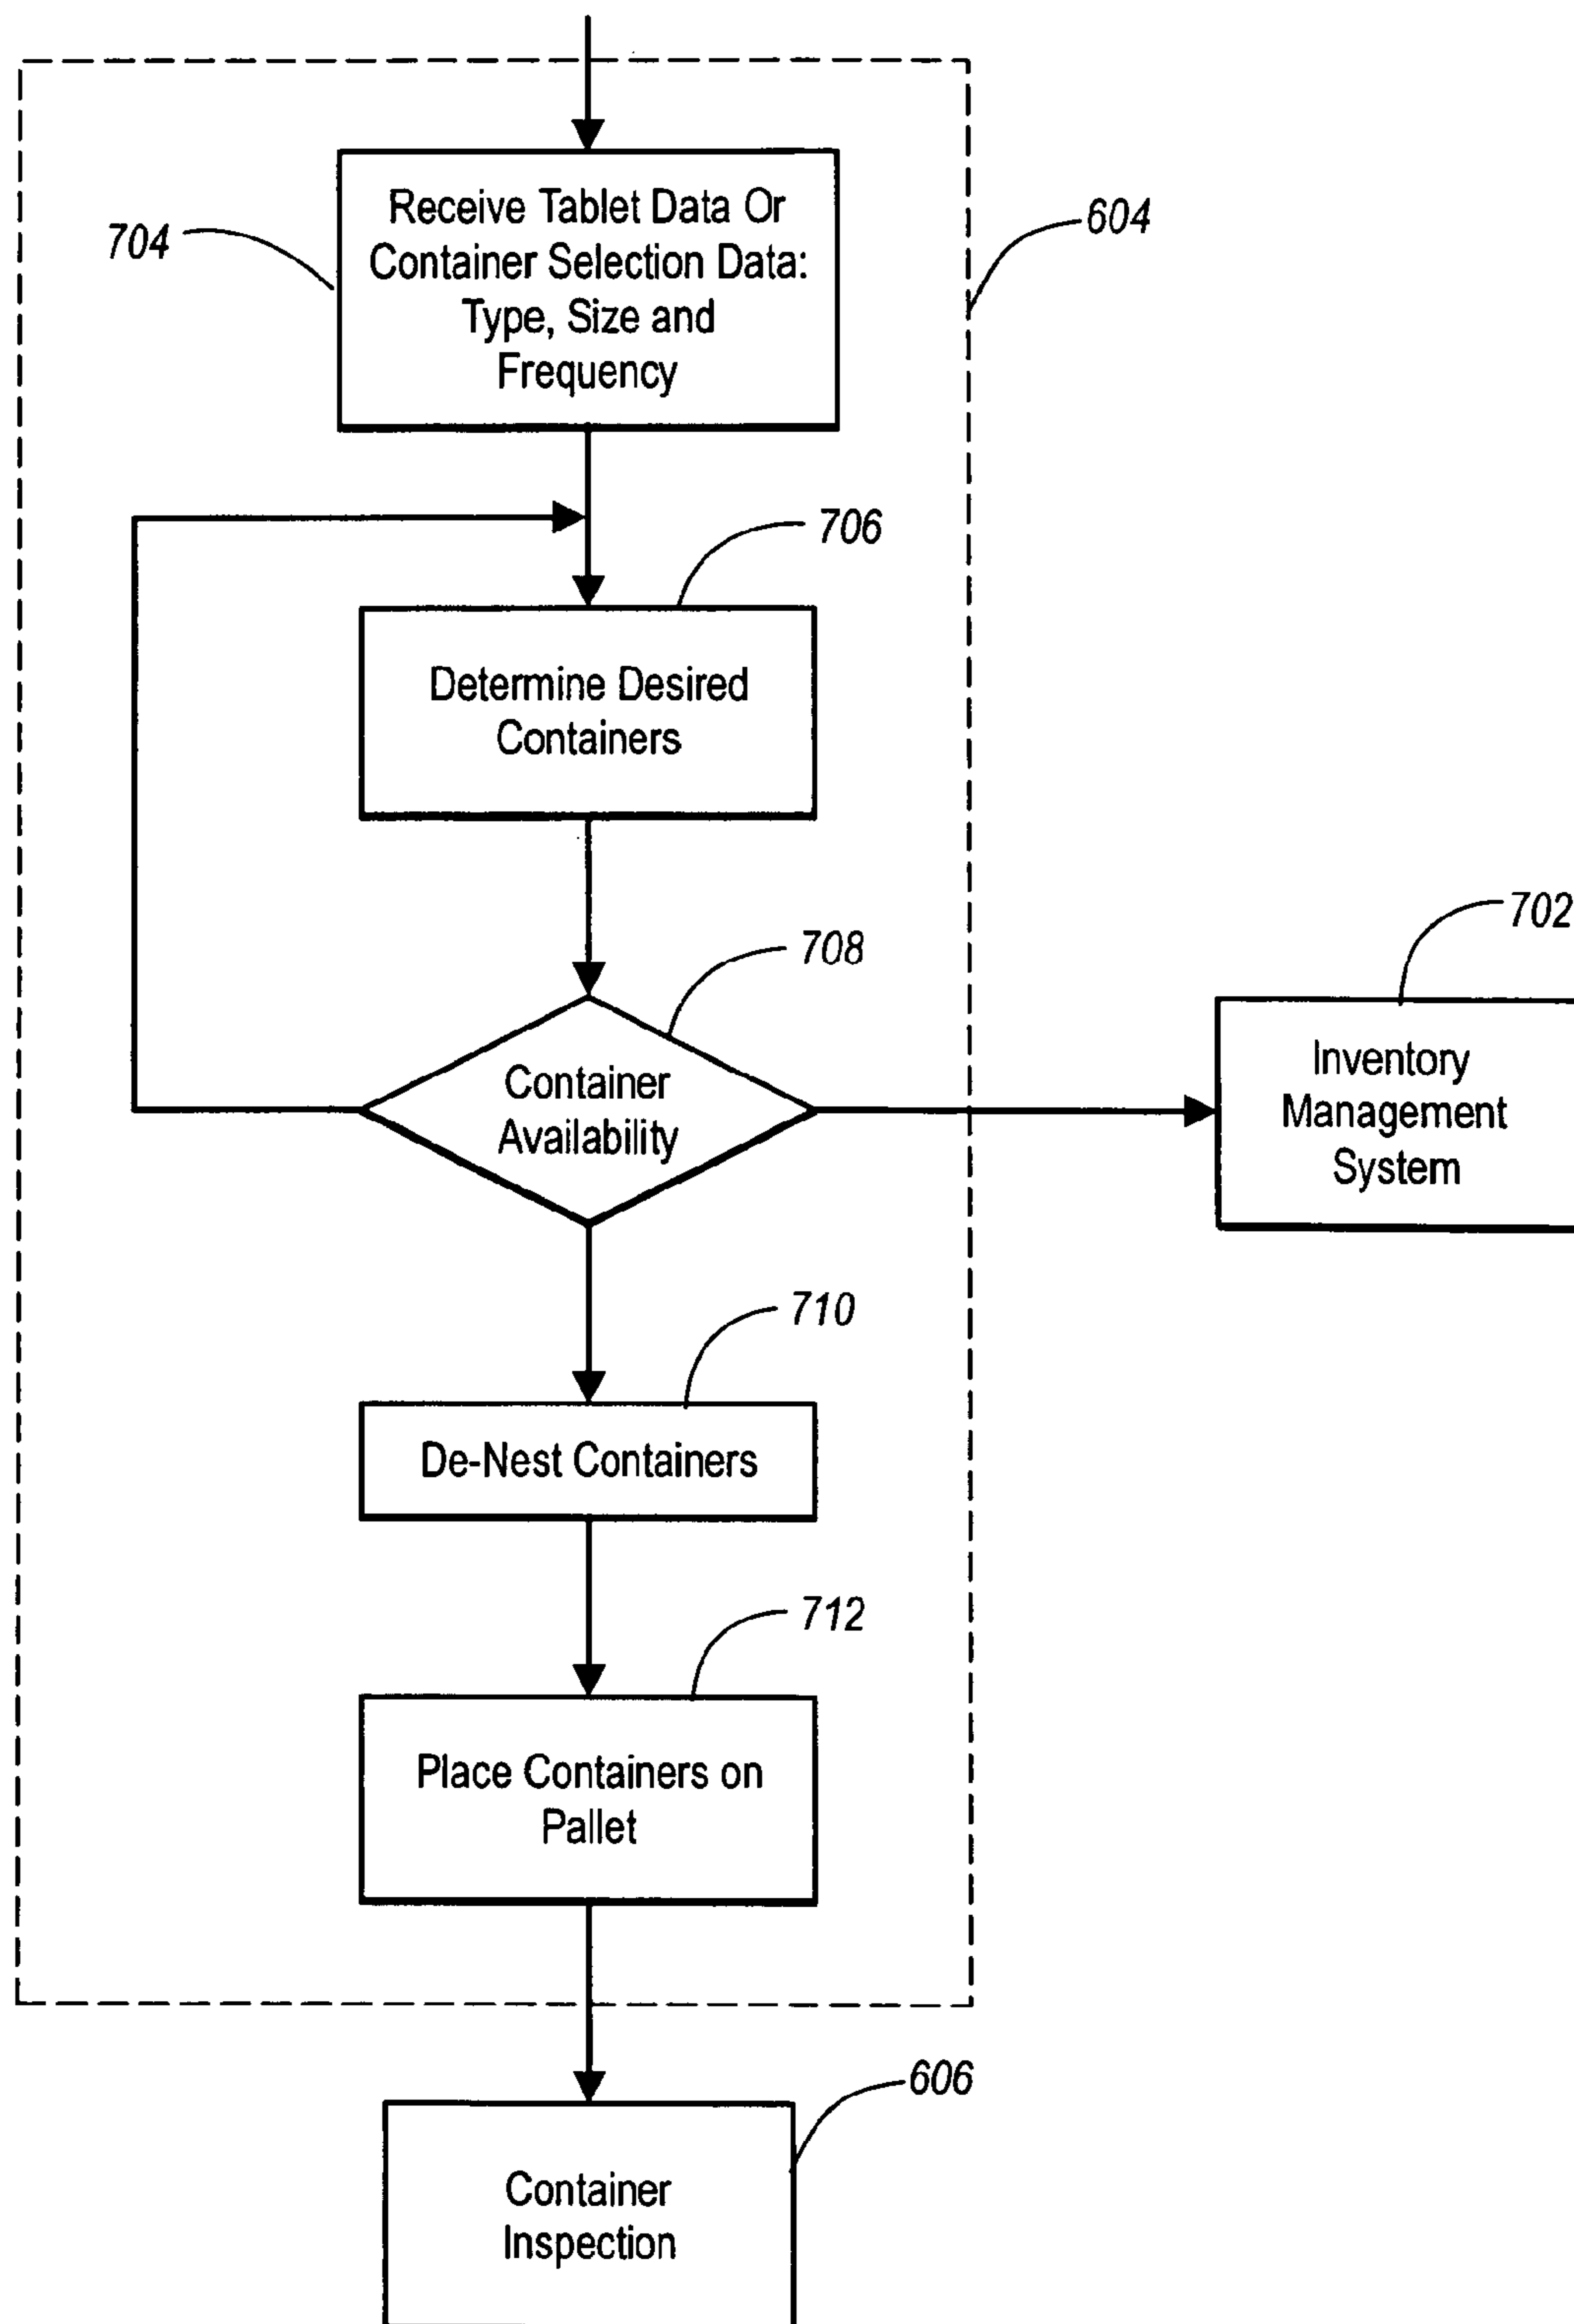 704
Receive Tablet Data Or
Container Selection Data:
Type, Size and
Frequency
604
706
Determine Desired
Containers
708
Container
Availability
702
Inventory
Management
System
710
De-Nest Containers
712
Place Containers on
Pallet
606
Container
Inspection